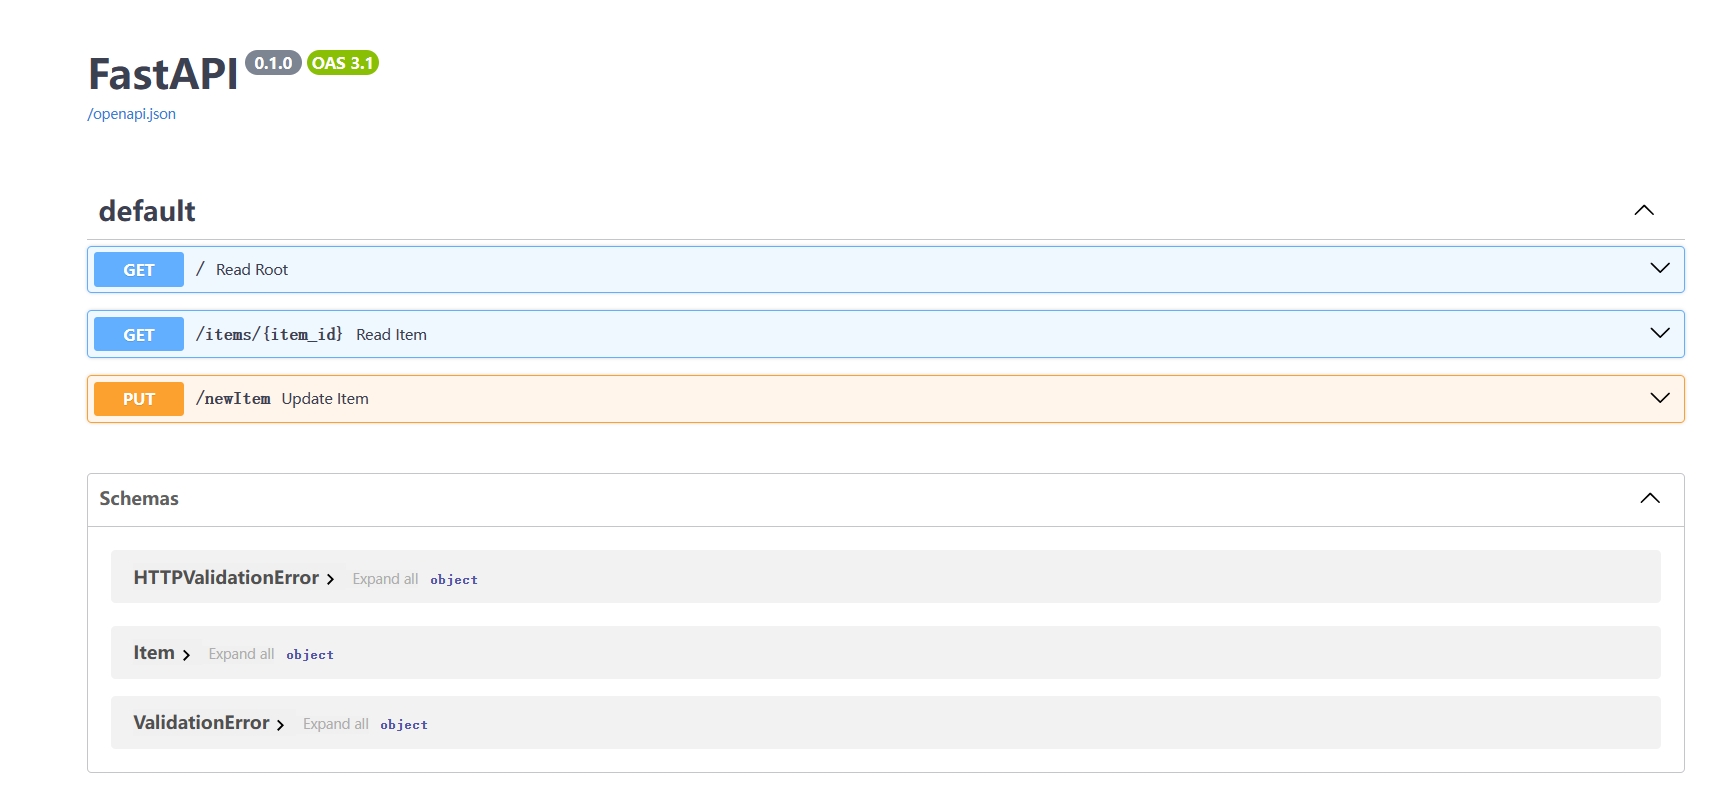 FastAPI 0.1.0 OAS 3.1
/openapi.json
default
GET / Read Root
GET /items/{item_id} Read Item
PUT /newItem Update Item
Schemas
HTTPValidationError Expand all object
Item Expand all object
ValidationError Expand all object